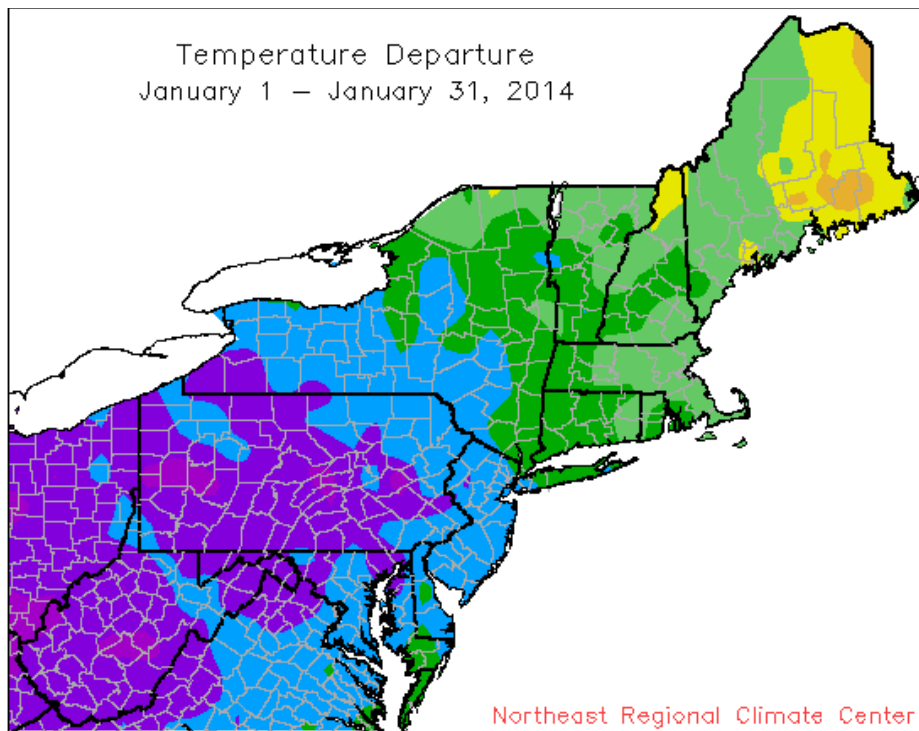 Temperature Departure
January 1 – January 31, 2014
Northeast Regional Climate Center